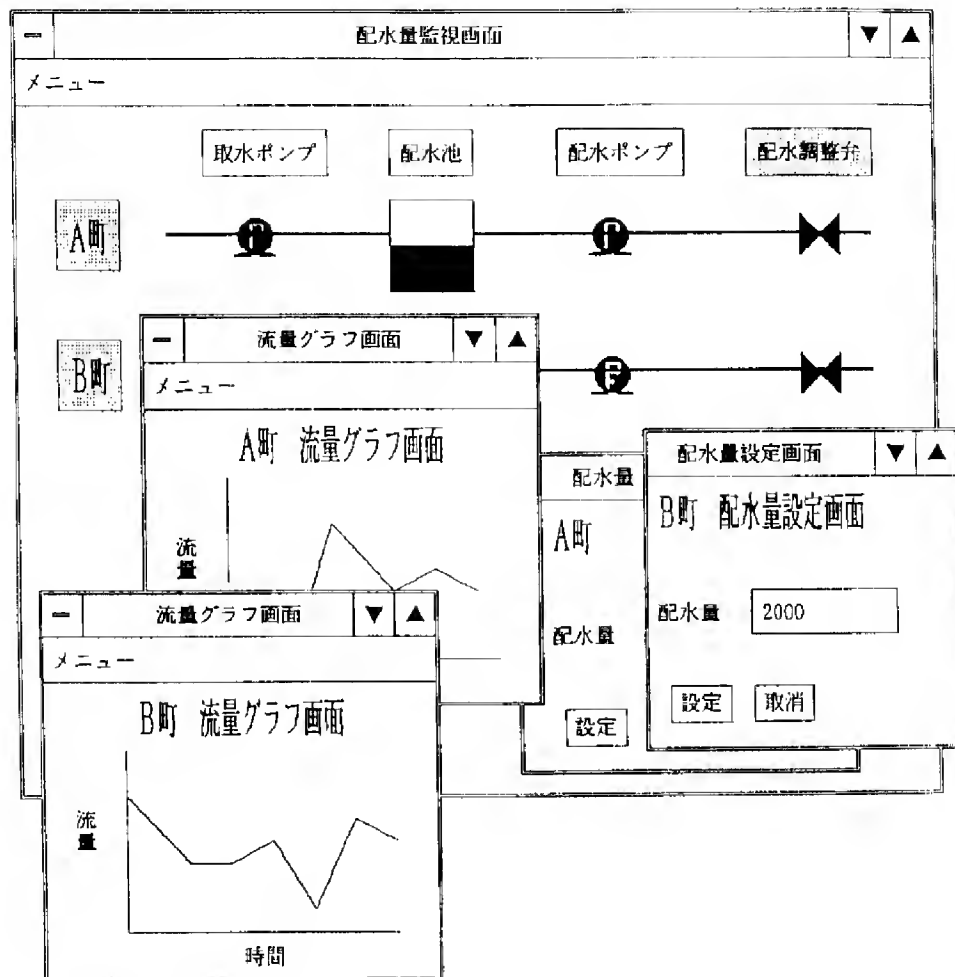 配水量監視画面
メニュー
取水ポンプ
配水池
配水ポンプ
配水調整弁
A町
B町
流量グラフ画面
メニュー
A町 流量グラフ画面
流量
配水量
A町
配水量
設定
配水量設定画面
B町 配水量設定画面
配水量 2000
設定 取消
流量グラフ画面
メニュー
B町 流量グラフ画面
流量
時間